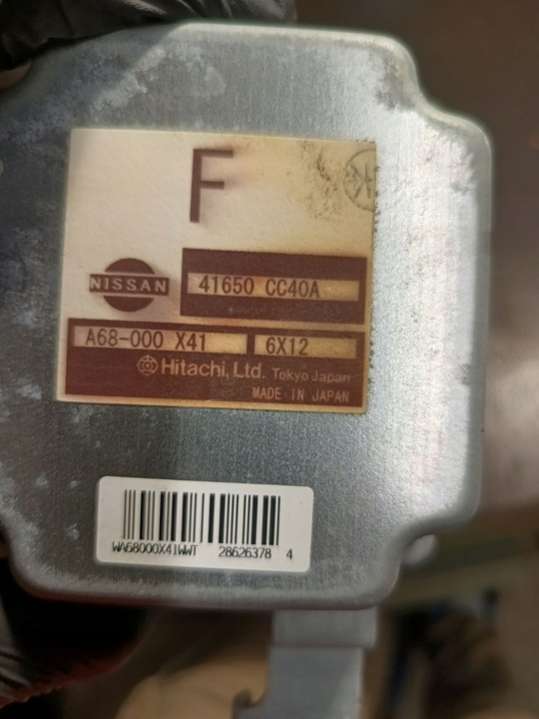 F
NISSAN
41650 CC40A
A68-000 X41 6X12
Hitachi, Ltd. Tokyo Japan
MADE IN JAPAN
WA68000X41WWT 28626378 4